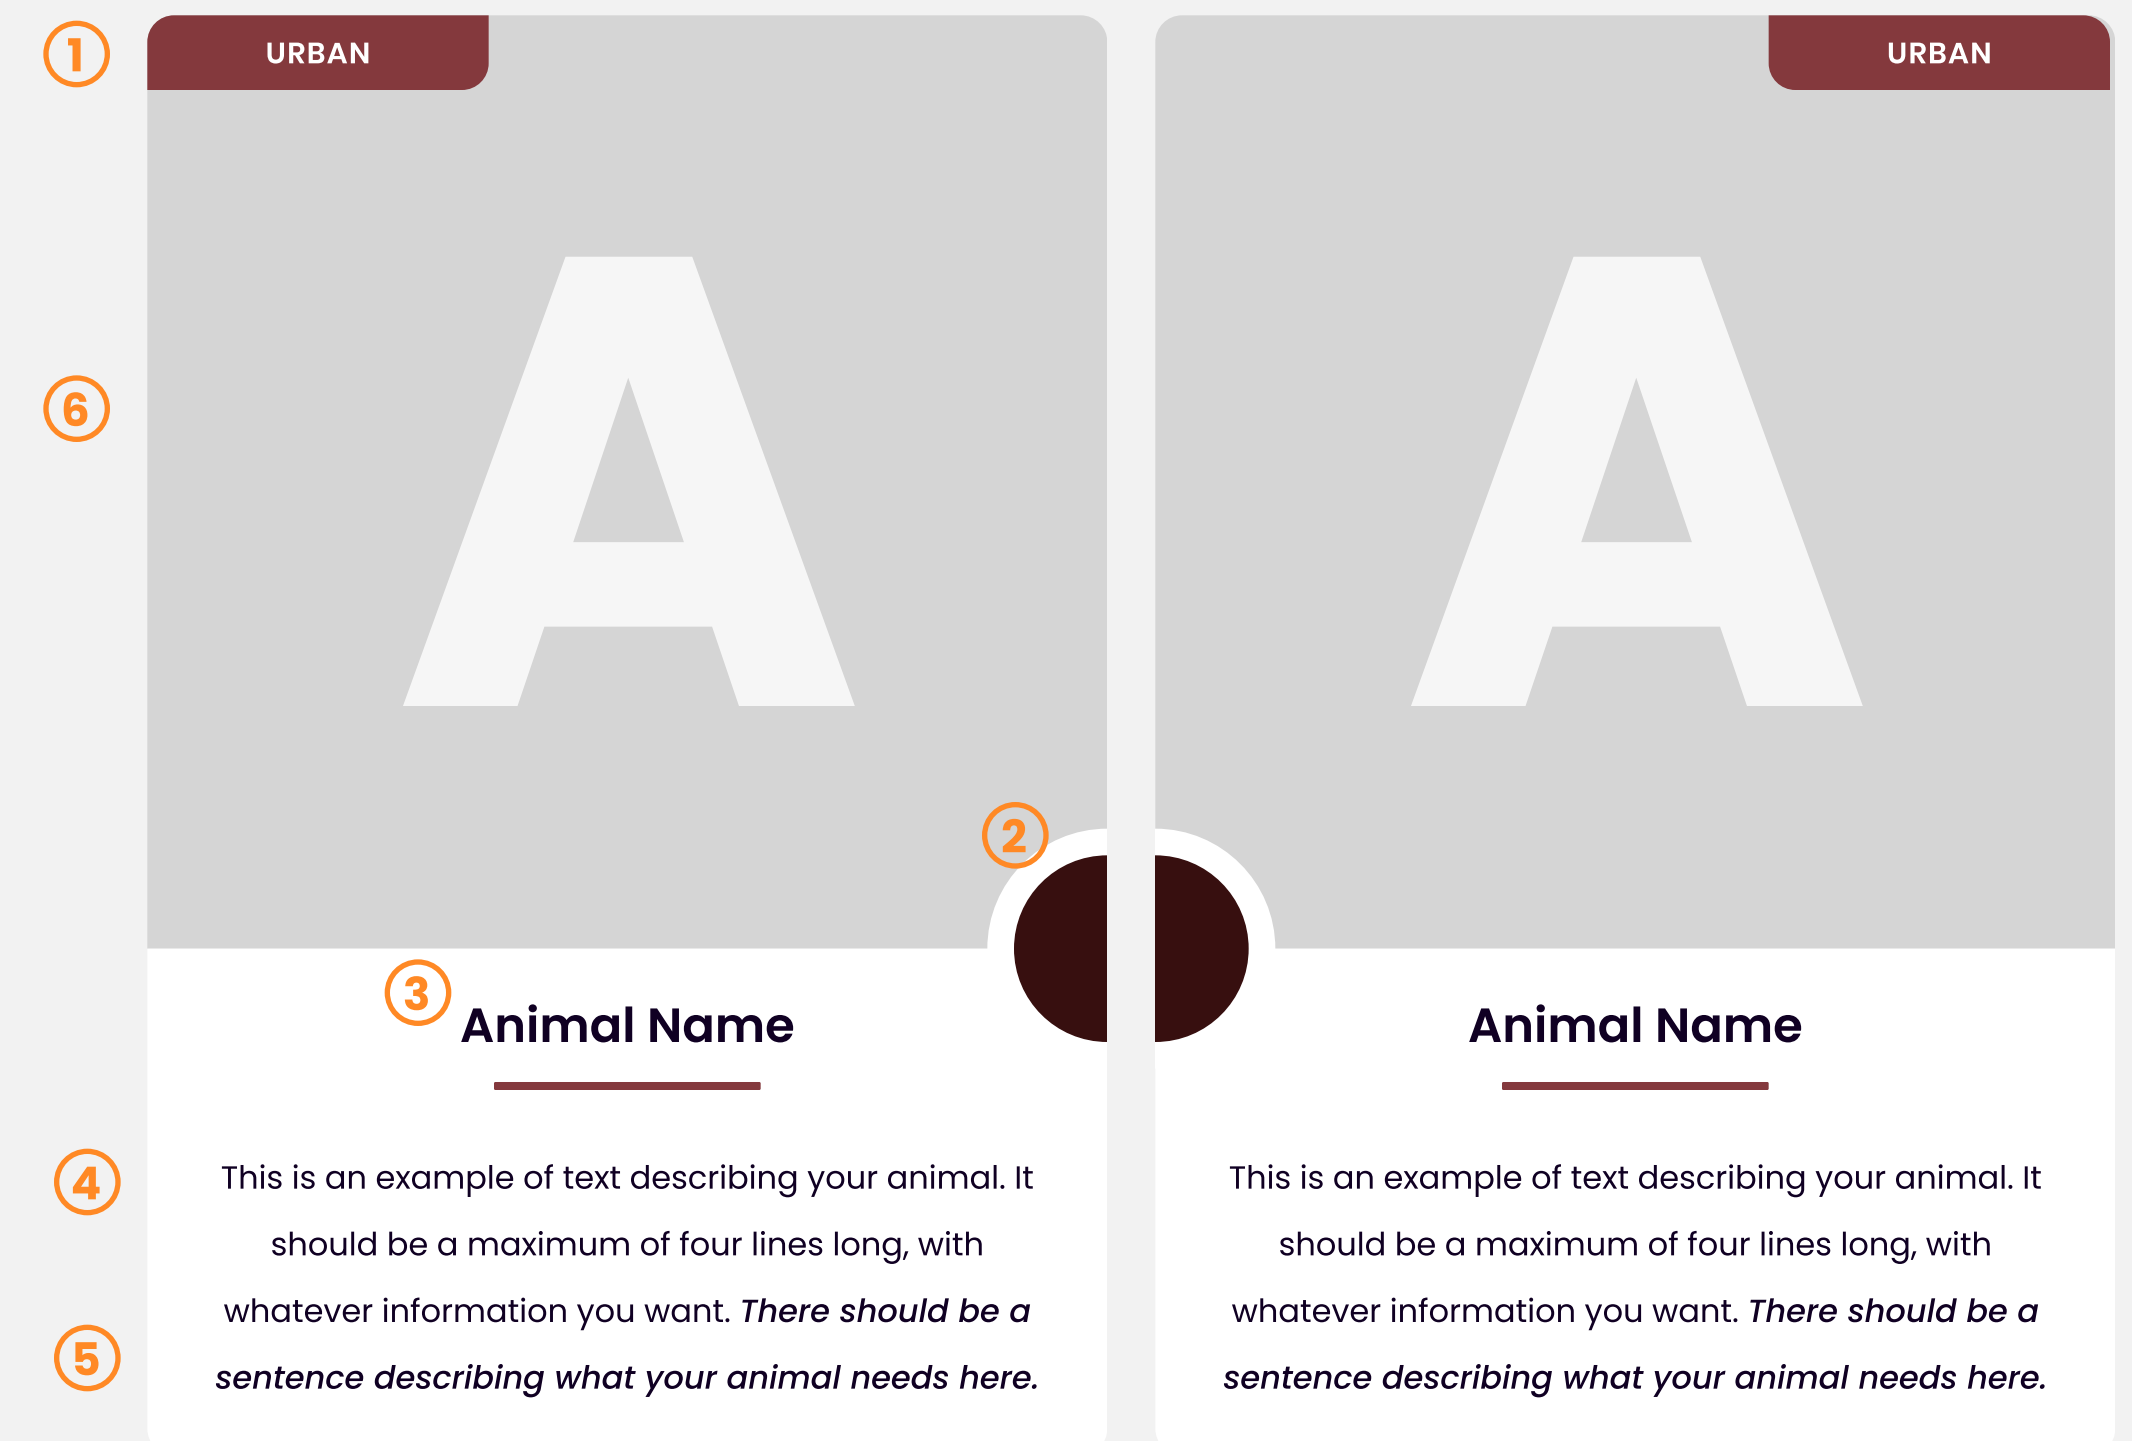 1
URBAN
6
A
2
3
Animal Name
4
This is an example of text describing your animal. It
should be a maximum of four lines long, with
whatever information you want. There should be a
5
sentence describing what your animal needs here.
URBAN
A
Animal Name
This is an example of text describing your animal. It
should be a maximum of four lines long, with
whatever information you want. There should be a
sentence describing what your animal needs here.